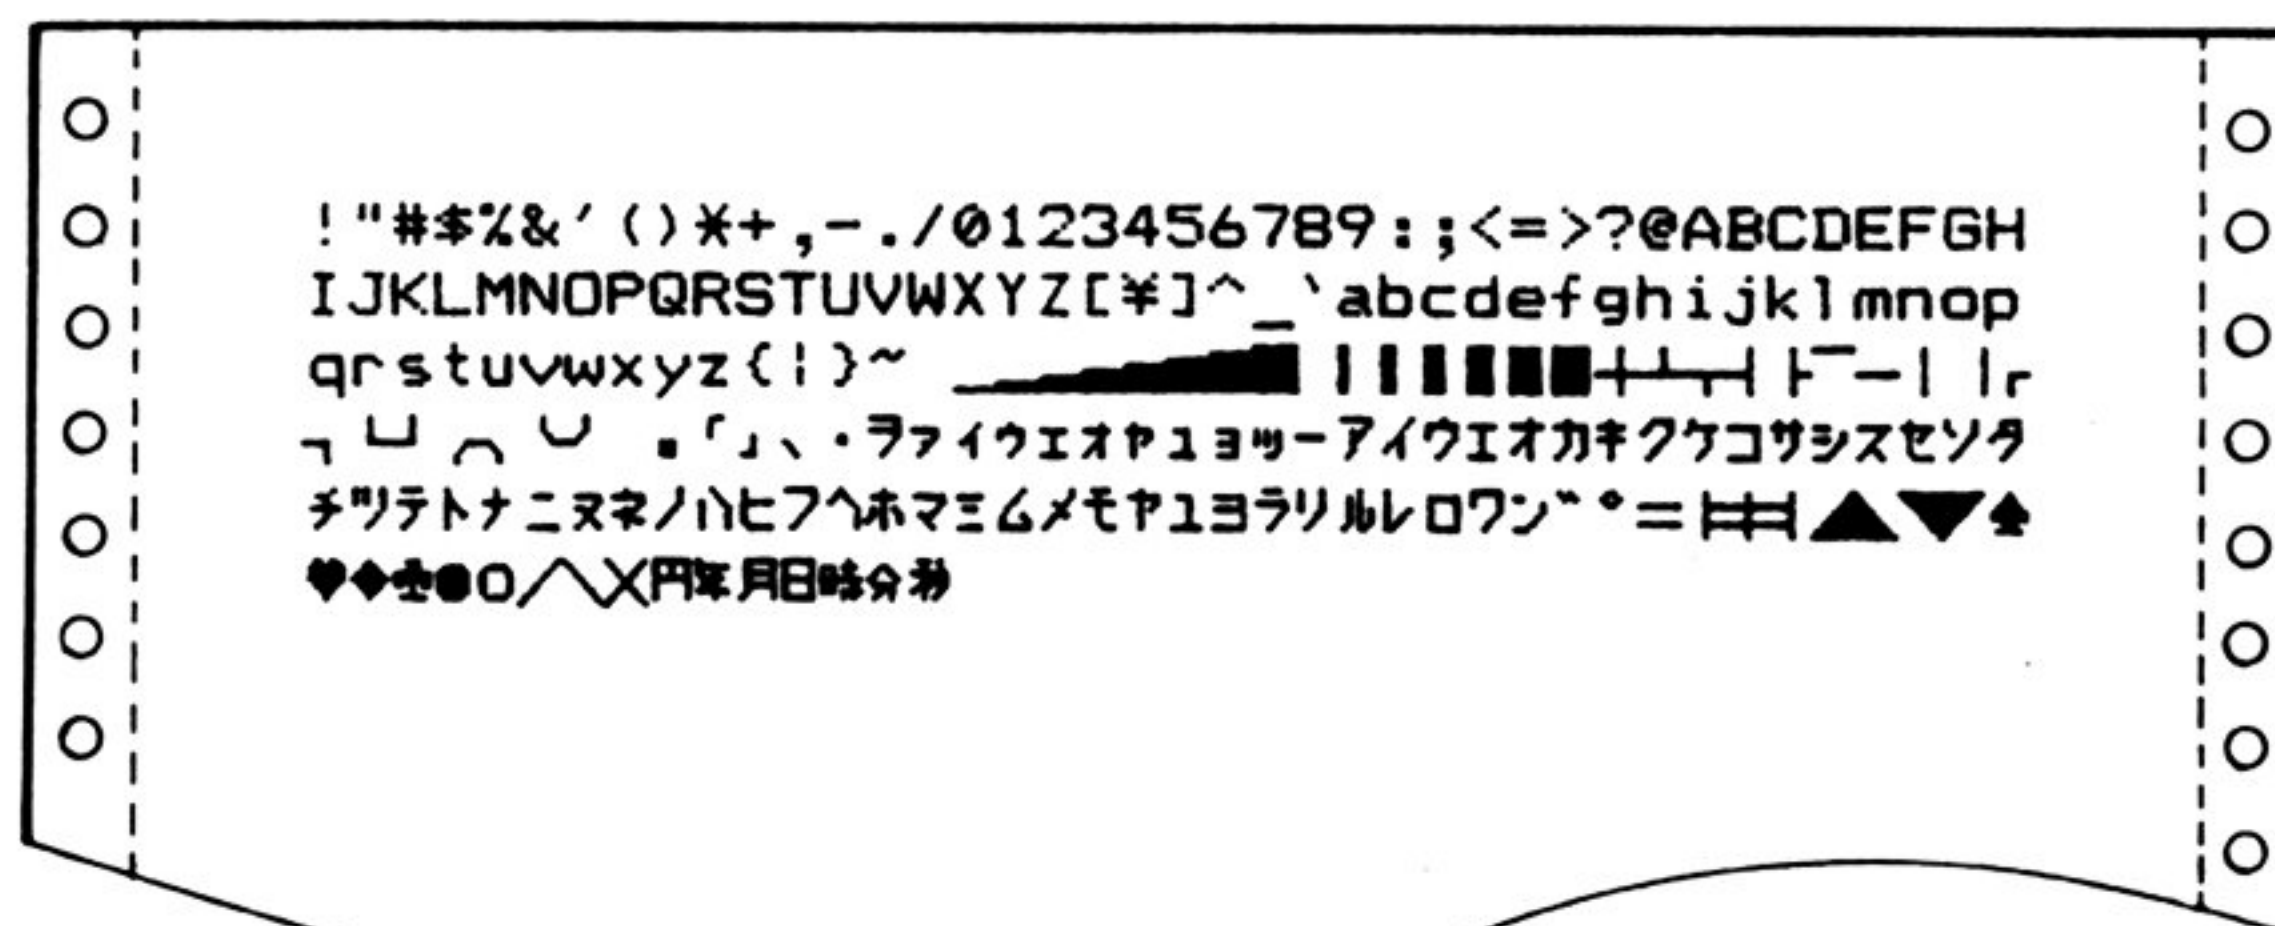 !"#$%&'()*+,-./0123456789:;<=>?@ABCDEFGH
IJKLMNOPQRSTUVWXYZ[¥]^_`abcdefghijklmnop
qrstuvwxyz{¦}~ ▁▂▃▄▅▆▇█▏▎▍▌▋▊▉┼┴┬┤├▔─│▕┌
┐└┘╭╮╰╯ 。「」、・ヲァィゥェォャュョッーアイウエオカキクケコサシスセソタ
チツテトナニヌネノハヒフヘホマミムメモヤユヨラリルレロワン゛゜═╞╪╡◢◣◥◤♠
♥♦♣●○╱╲╳円年月日時分秒